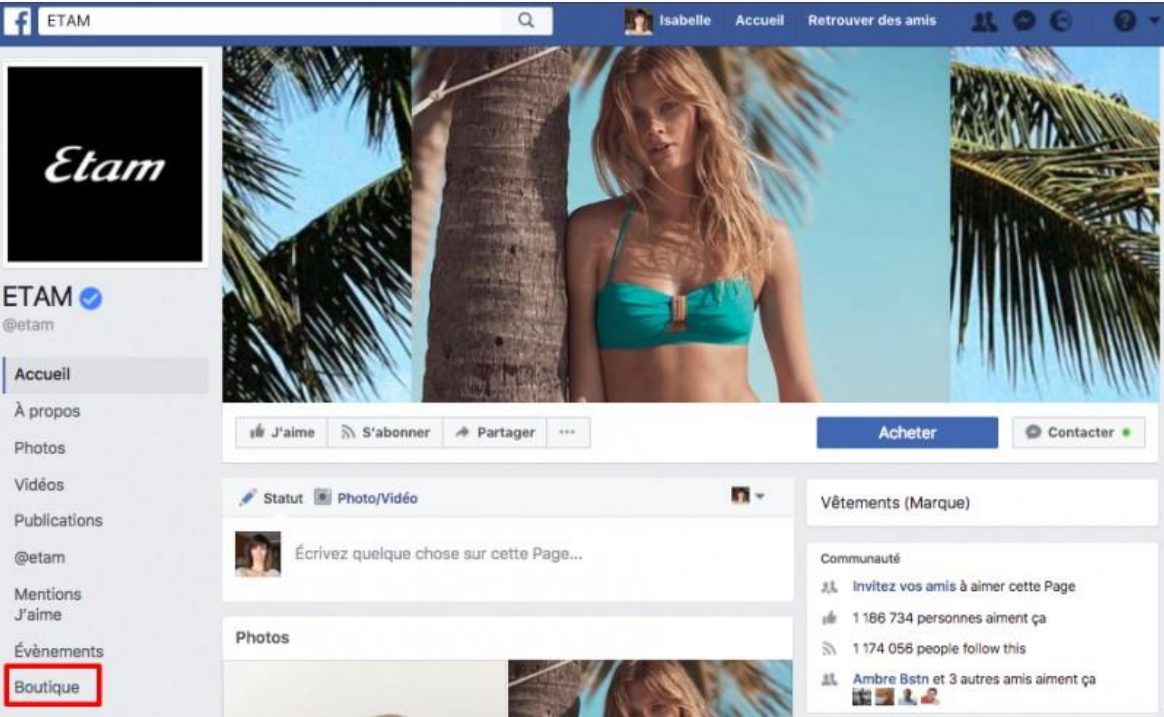 ETAM
Isabelle Accueil Retrouver des amis
Etam
ETAM
@etam
Accueil
À propos
Photos
Vidéos
Publications
@etam
Mentions
J'aime
Évènements
Boutique
J'aime S'abonner Partager ...
Acheter Contacter
Statut Photo/Vidéo
Écrivez quelque chose sur cette Page...
Photos
Vêtements (Marque)
Communauté
Invitez vos amis à aimer cette Page
1 186 734 personnes aiment ça
1 174 056 people follow this
Ambre Bstn et 3 autres amis aiment ça